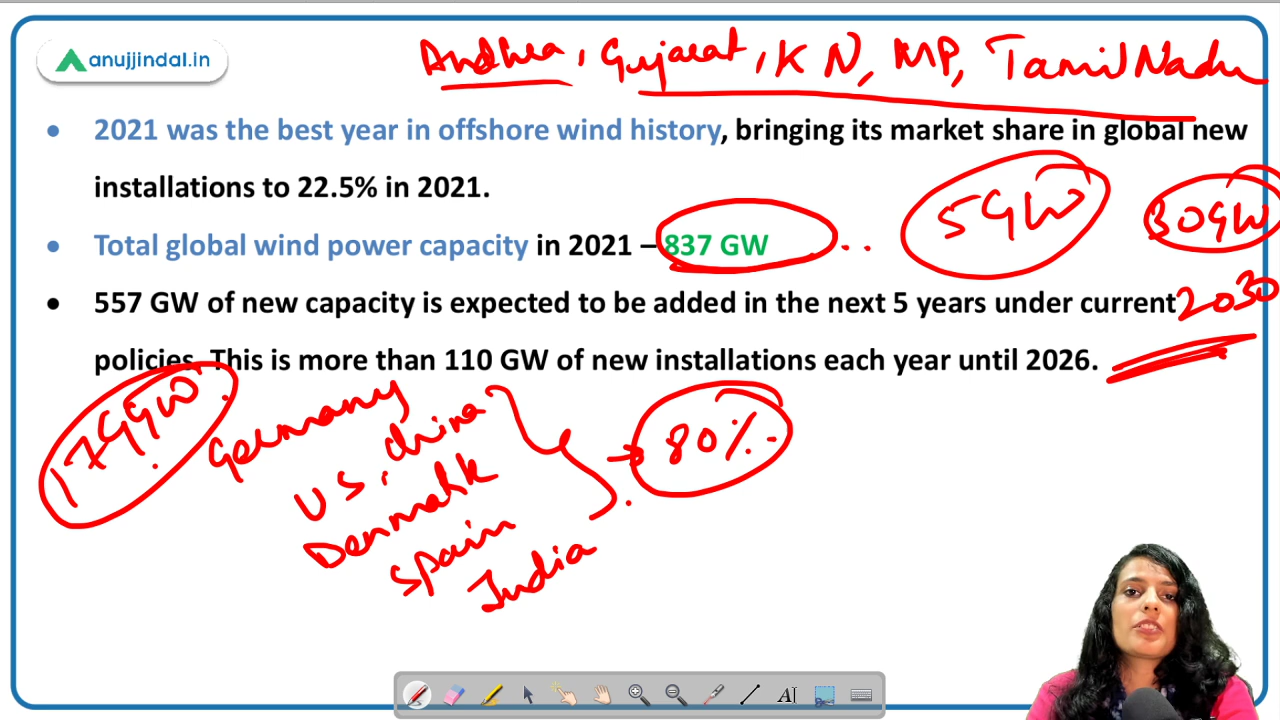 anujjindal.in
Andhra, Gujarat, KN, MP, Tamil Nadu
• 2021 was the best year in offshore wind history, bringing its market share in global new
installations to 22.5% in 2021.
5GW
30GW
• Total global wind power capacity in 2021 – 837 GW ..
• 557 GW of new capacity is expected to be added in the next 5 years under current
2030
policies. This is more than 110 GW of new installations each year until 2026.
Germany
US, China
Denmark
Spain
India
80%